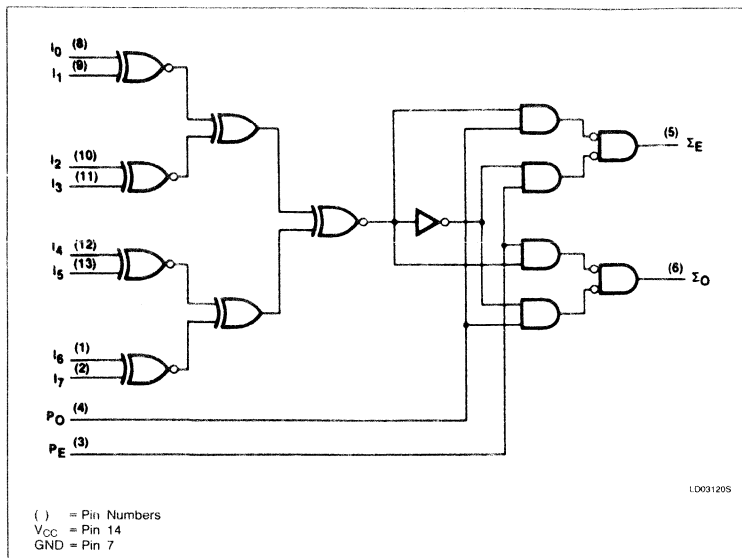 I0 (8)
I1 (9)
I2 (10)
I3 (11)
I4 (12)
I5 (13)
I6 (1)
I7 (2)
PO (4)
PE (3)
(5) ΣE
(6) ΣO
LD03120S
( ) = Pin Numbers
VCC = Pin 14
GND = Pin 7